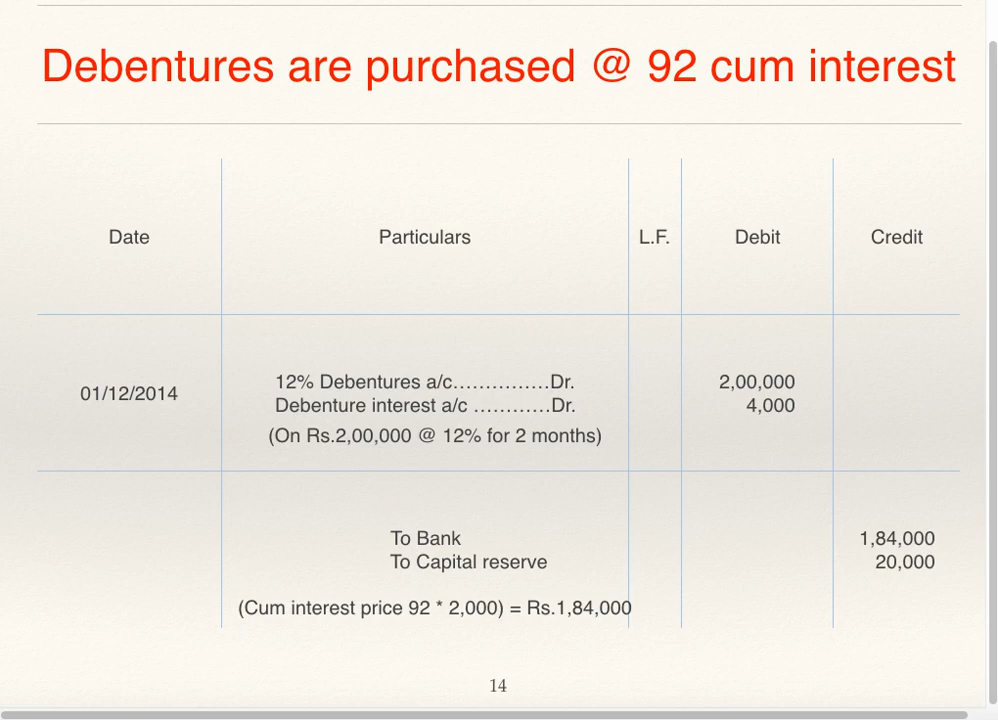 Debentures are purchased @ 92 cum interest
Date Particulars L.F. Debit Credit
01/12/2014
12% Debentures a/c...............Dr. 2,00,000
Debenture interest a/c ............Dr. 4,000
(On Rs.2,00,000 @ 12% for 2 months)
To Bank 1,84,000
To Capital reserve 20,000
(Cum interest price 92 * 2,000) = Rs.1,84,000
14